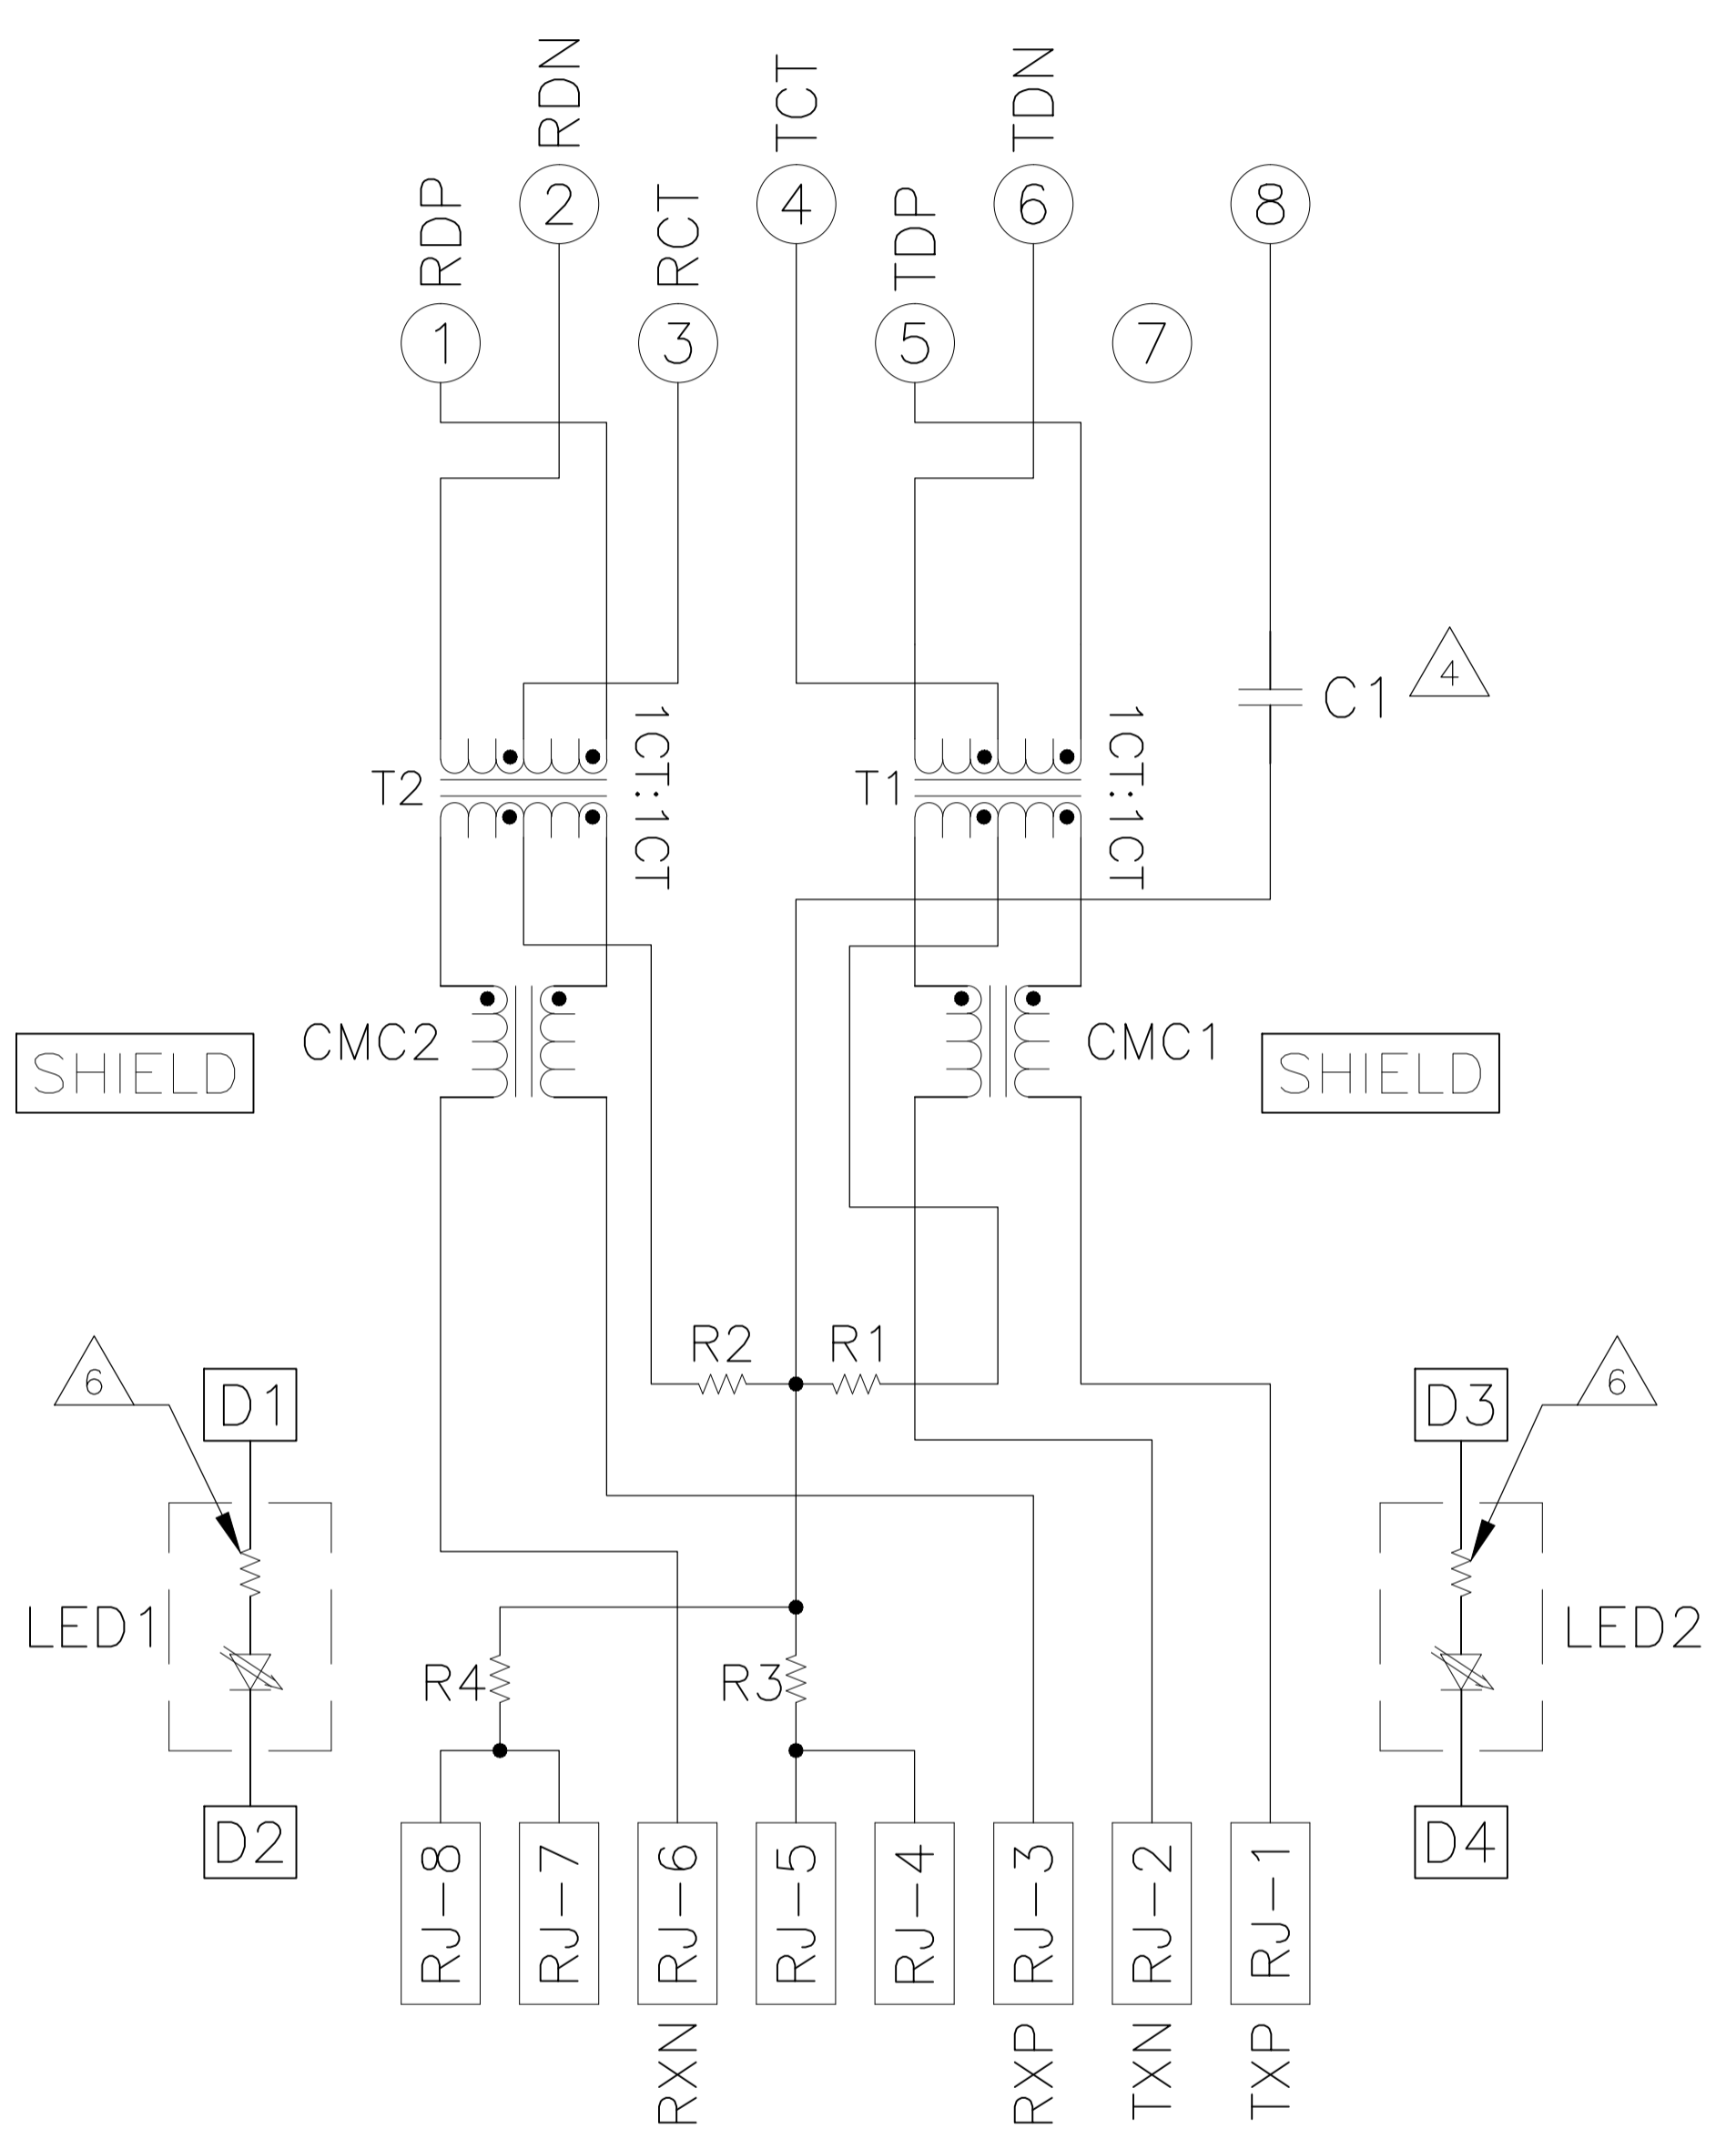 RDN
TCT
TDN
RDP
2
RCT
4
TDP
6
8
1
3
5
7
4
C1
1CT:1CT
1CT:1CT
T2
T1
CMC2
CMC1
SHIELD
SHIELD
R2
R1
6
D1
D3
6
LED1
LED2
R4
R3
D2
D4
RJ-8
RJ-7
RJ-6
RJ-5
RJ-4
RJ-3
RJ-2
RJ-1
RXN
RXP
TXN
TXP